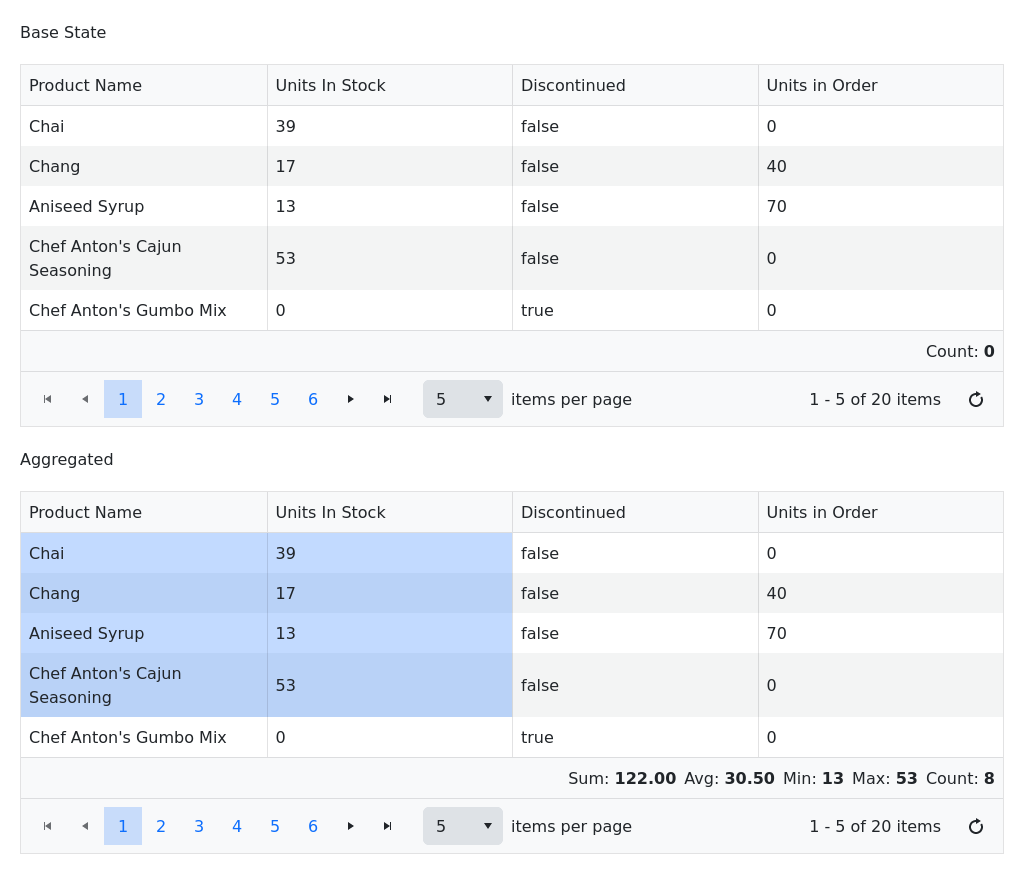 Base State
Product Name Units In Stock Discontinued Units in Order
Chai 39 false 0
Chang 17 false 40
Aniseed Syrup 13 false 70
Chef Anton's Cajun
Seasoning 53 false 0
Chef Anton's Gumbo Mix 0 true 0
Count: 0
1 2 3 4 5 6 5 items per page 1 - 5 of 20 items
Aggregated
Product Name Units In Stock Discontinued Units in Order
Chai 39 false 0
Chang 17 false 40
Aniseed Syrup 13 false 70
Chef Anton's Cajun
Seasoning 53 false 0
Chef Anton's Gumbo Mix 0 true 0
Sum: 122.00 Avg: 30.50 Min: 13 Max: 53 Count: 8
1 2 3 4 5 6 5 items per page 1 - 5 of 20 items